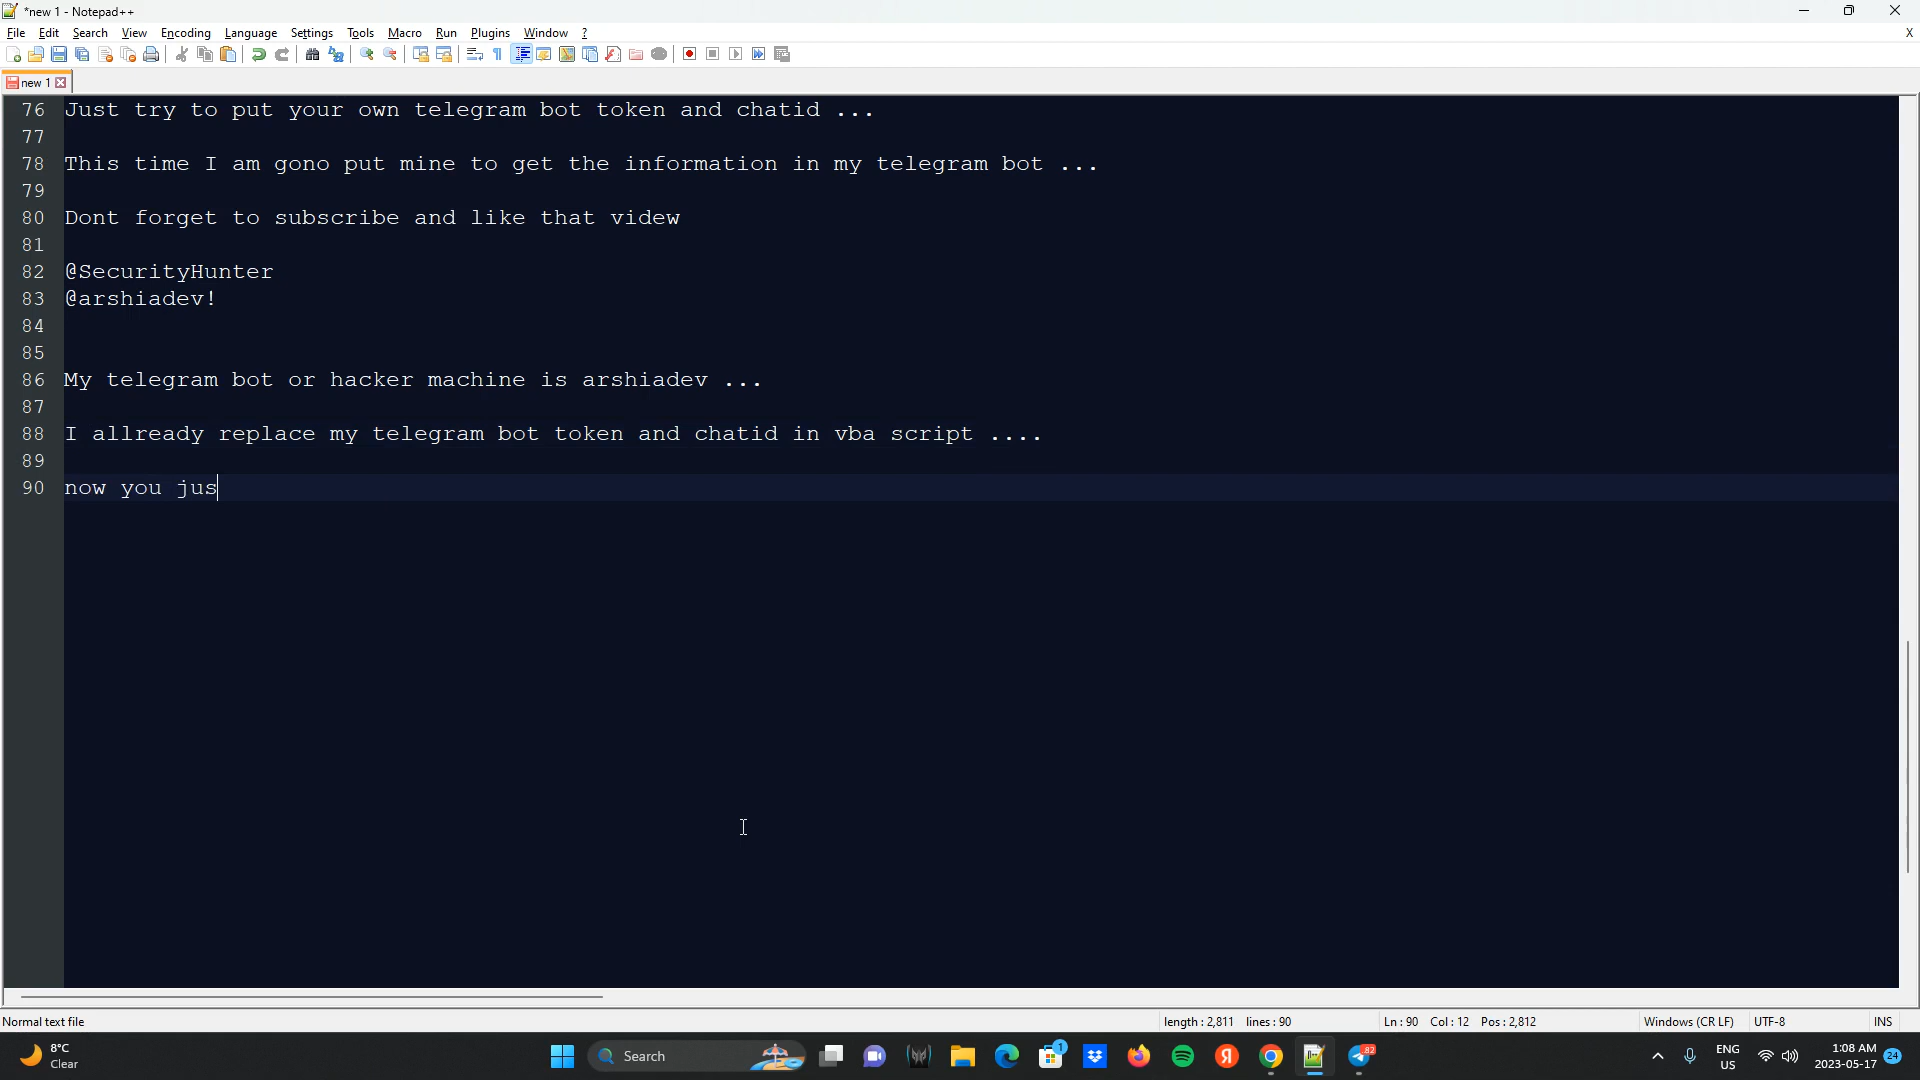 *new 1 - Notepad++
File Edit Search View Encoding Language Settings Tools Macro Run Plugins Window ? X
new 1
76 Just try to put your own telegram bot token and chatid ...
77
78 This time I am gono put mine to get the information in my telegram bot ...
79
80 Dont forget to subscribe and like that videw
81
82 @SecurityHunter
83 @arshiadev!
84
85
86 My telegram bot or hacker machine is arshiadev ...
87
88 I allready replace my telegram bot token and chatid in vba script ....
89
90 now you jus
Normal text file length : 2,811 lines : 90 Ln : 90 Col : 12 Pos : 2,812 Windows (CR LF) UTF-8 INS
8°C
Clear
Search
1
Я
82
ENG
US
1:08 AM
2023-05-17
24